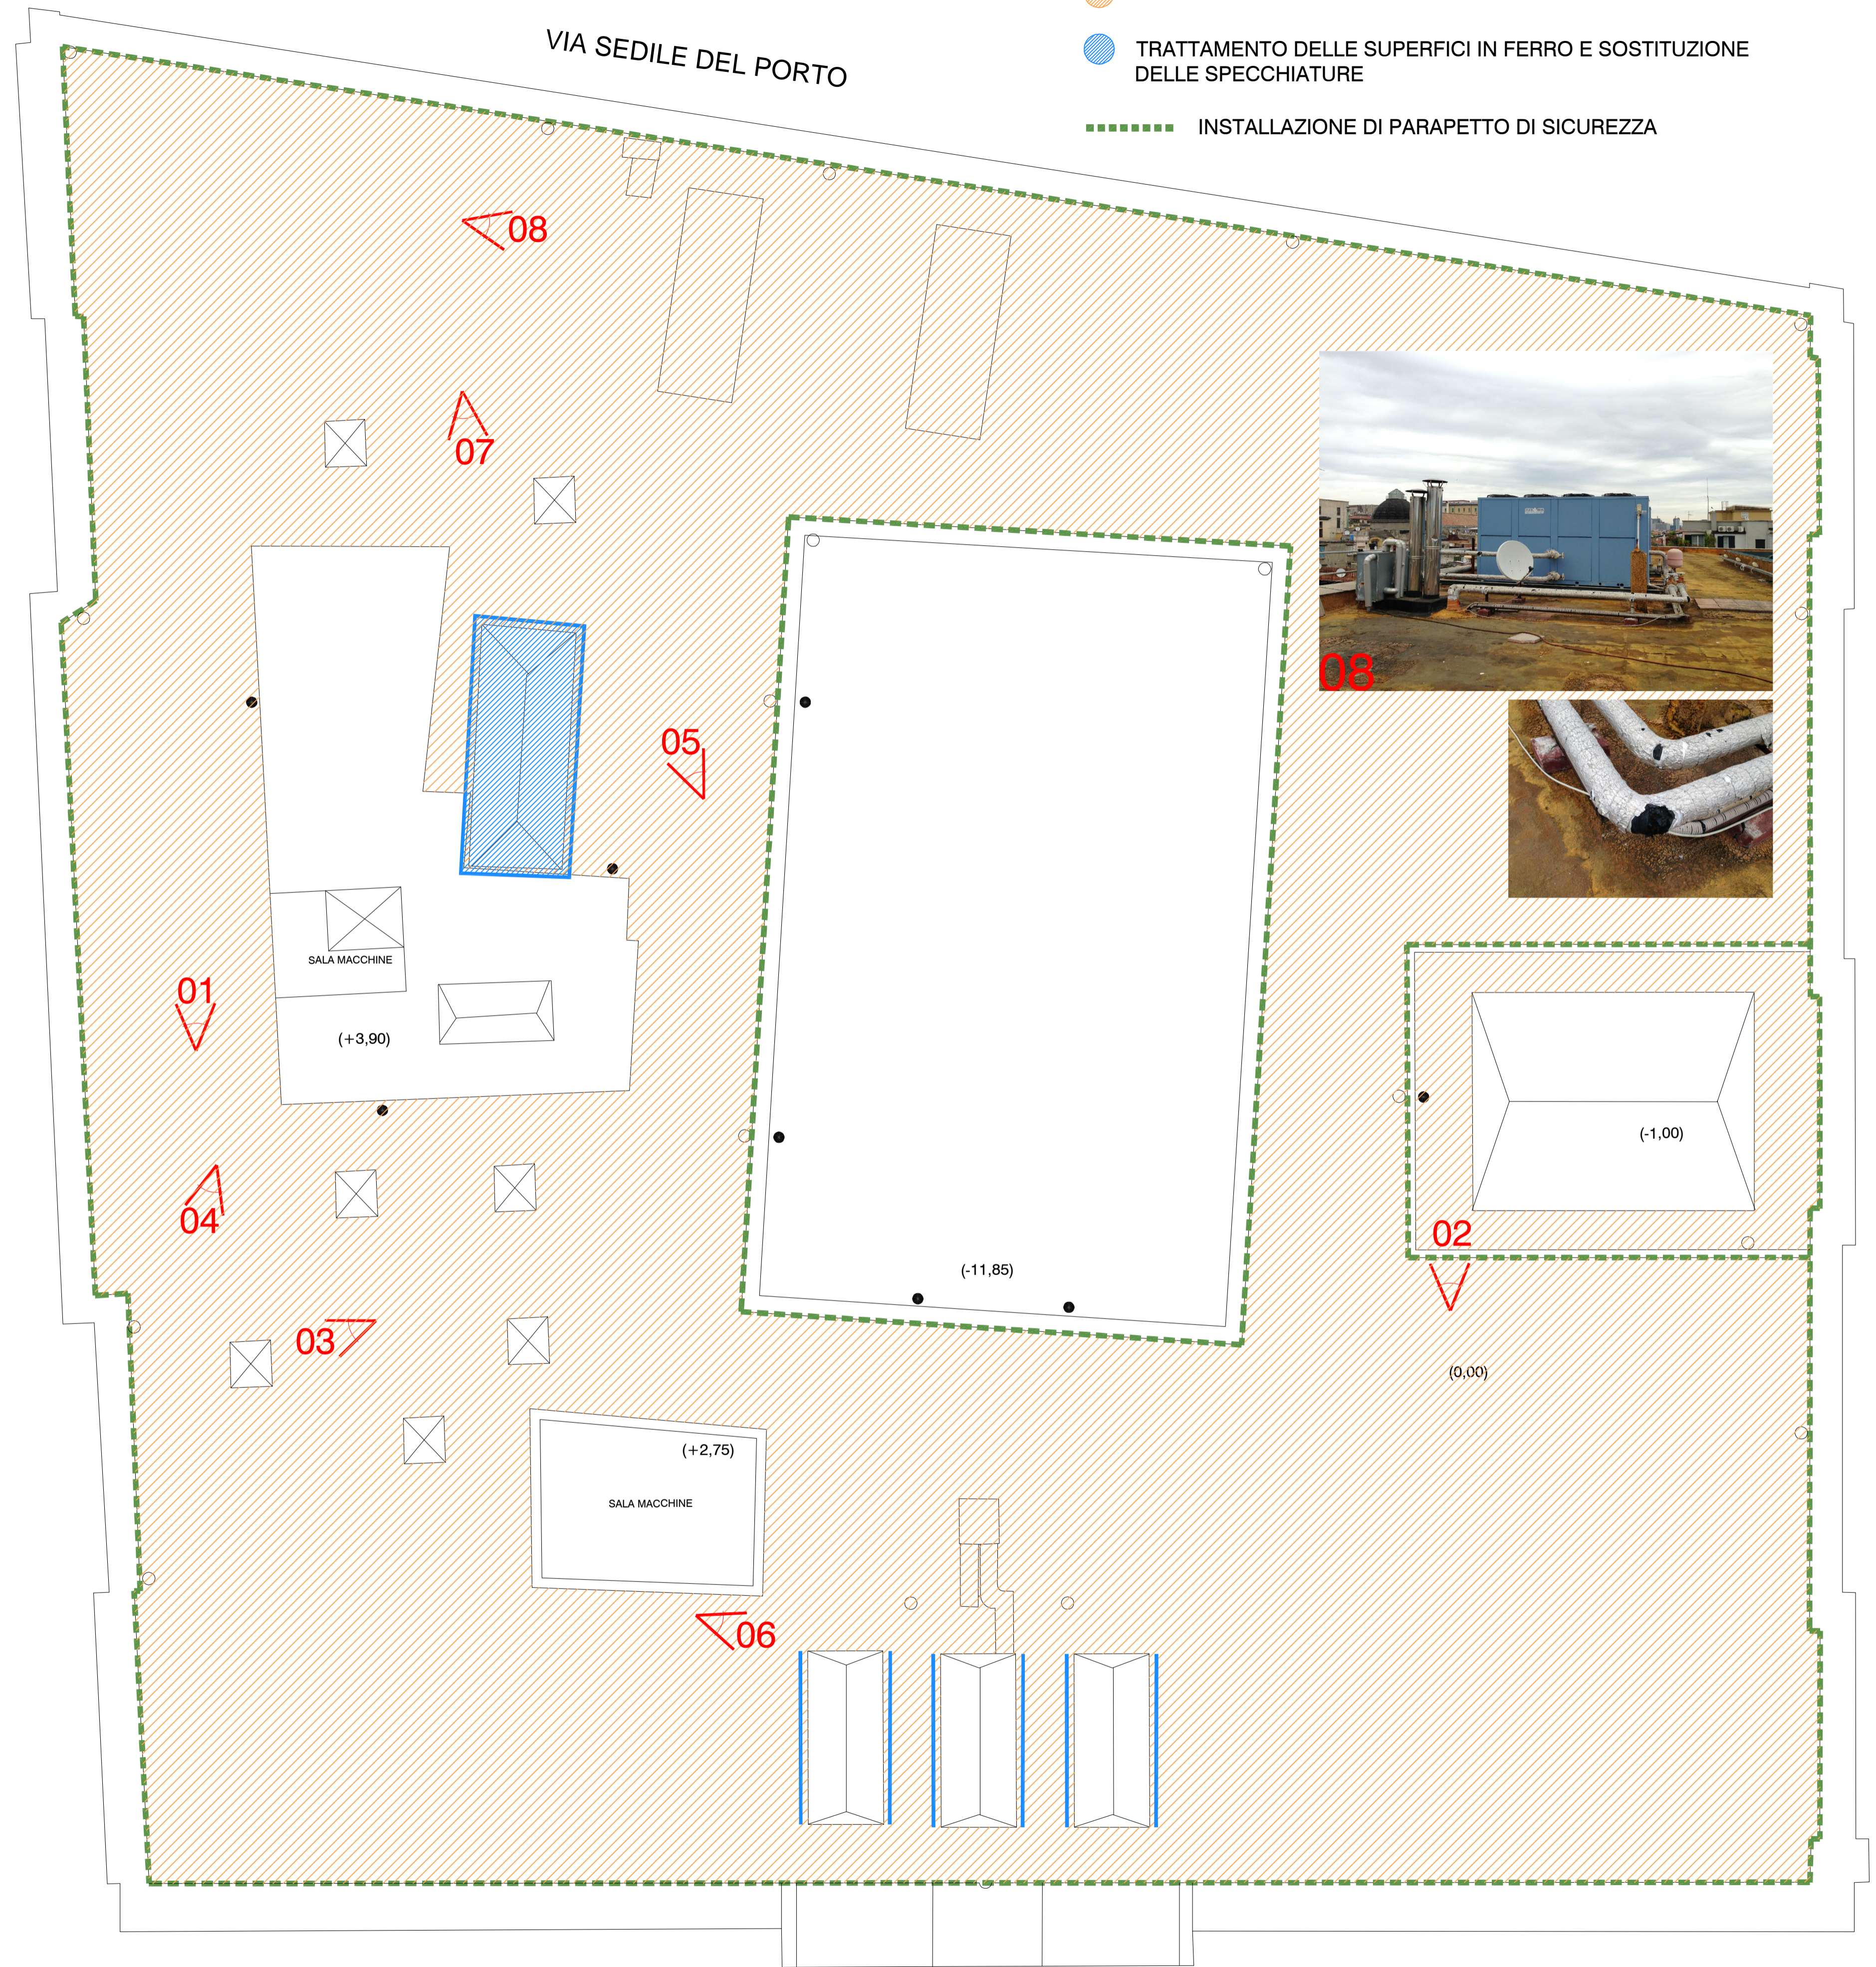 VIA SEDILE DEL PORTO
TRATTAMENTO DELLE SUPERFICI IN FERRO E SOSTITUZIONE
DELLE SPECCHIATURE
INSTALLAZIONE DI PARAPETTO DI SICUREZZA
08
07
08
05
SALA MACCHINE
01
(+3,90)
(-1,00)
04
02
(-11,85)
03
(0,00)
(+2,75)
SALA MACCHINE
06